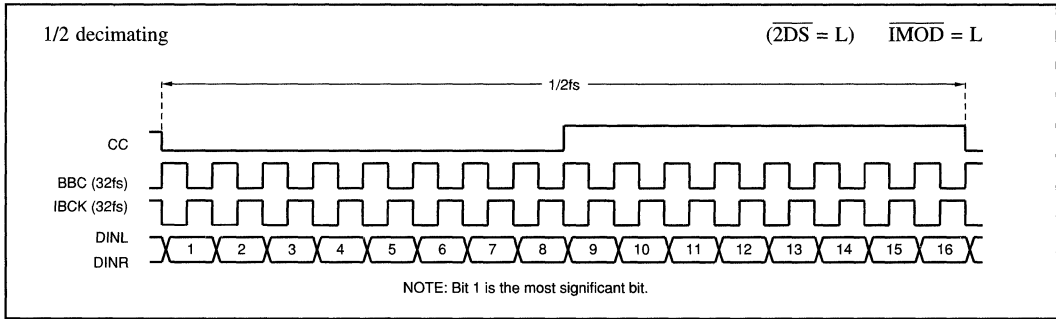 1/2 decimating (2DS = L) IMOD = L
1/2fs
CC
BBC (32fs)
IBCK (32fs)
DINL
DINR
1 2 3 4 5 6 7 8 9 10 11 12 13 14 15 16
NOTE: Bit 1 is the most significant bit.